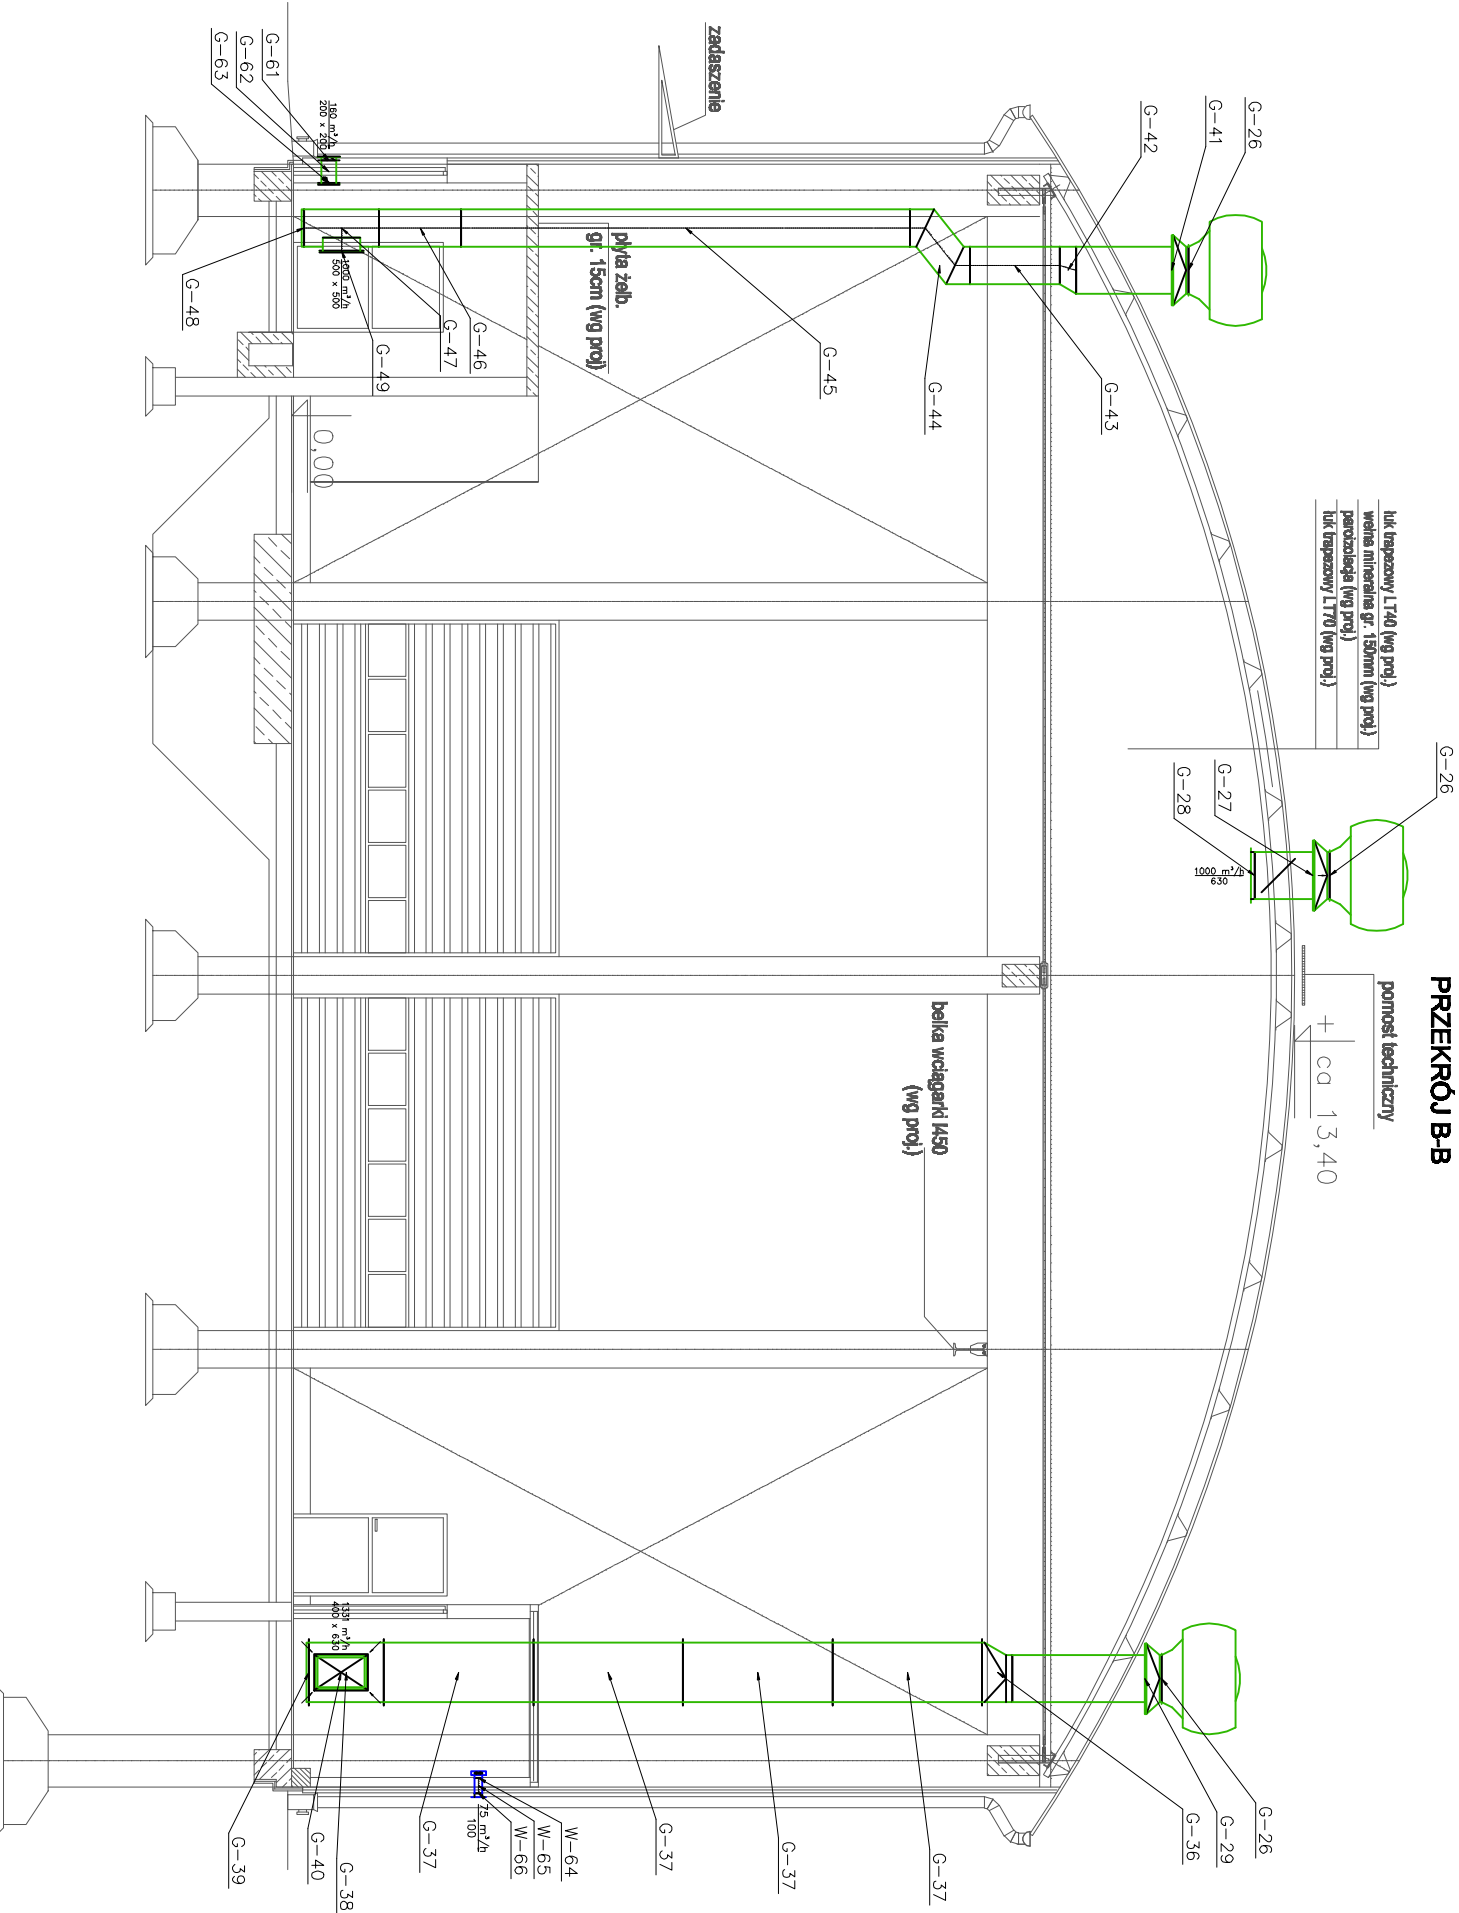 PRZEKRÓJ B-B
G-26
G-27
G-28
1000 m³/h
630
pomost techniczny
+ ca 13,40
łuk trapezowy LT40 (wg proj.)
wełna mineralna gr. 150mm (wg proj.)
paroizolacja (wg proj.)
łuk trapezowy LT70 (wg proj.)
G-26
G-41
G-42
G-43
G-44
G-45
G-46
G-47
G-49
G-48
zadaszenie
płyta żelb.
gr. 15cm (wg proj)
1600 m³/h
500 x 500
160 m³/h
200 x 200
G-61
G-62
G-63
0,00
belka wciągarki I450
(wg proj.)
G-26
G-29
G-36
G-37
G-37
G-37
G-37
W-64
W-65
W-66
75 m³/h
100
1331 m³/h
400 x 630
G-38
G-40
G-39